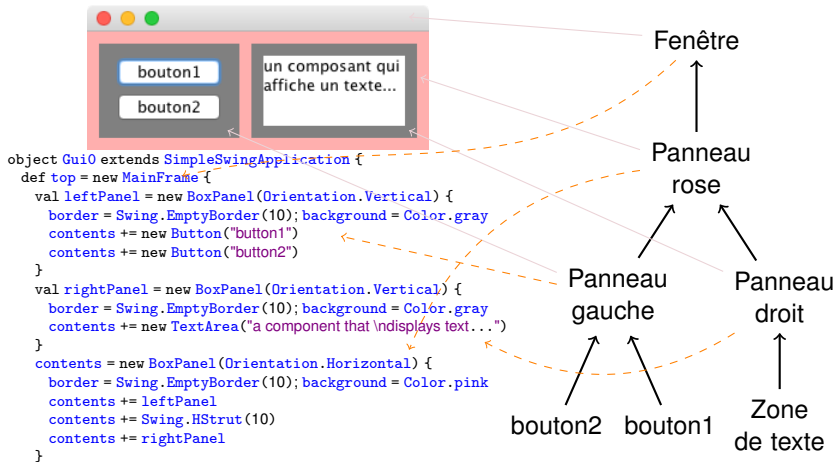 bouton1
bouton2
un composant qui
affiche un texte...
object GuiO extends SimpleSwingApplication {
def top = new MainFrame {
val leftPanel = new BoxPanel(Orientation.Vertical) {
border = Swing.EmptyBorder(10); background = Color.gray
contents += new Button("button1")
contents += new Button("button2")
}
val rightPanel = new BoxPanel(Orientation.Vertical) {
border = Swing.EmptyBorder(10); background = Color.gray
contents += new TextArea("a component that \ndisplays text...")
}
contents = new BoxPanel(Orientation.Horizontal) {
border = Swing.EmptyBorder(10); background = Color.pink
contents += leftPanel
contents += Swing.HStrut(10)
contents += rightPanel
}
Fenêtre
Panneau
rose
Panneau
gauche
Panneau
droit
bouton2
bouton1
Zone
de texte